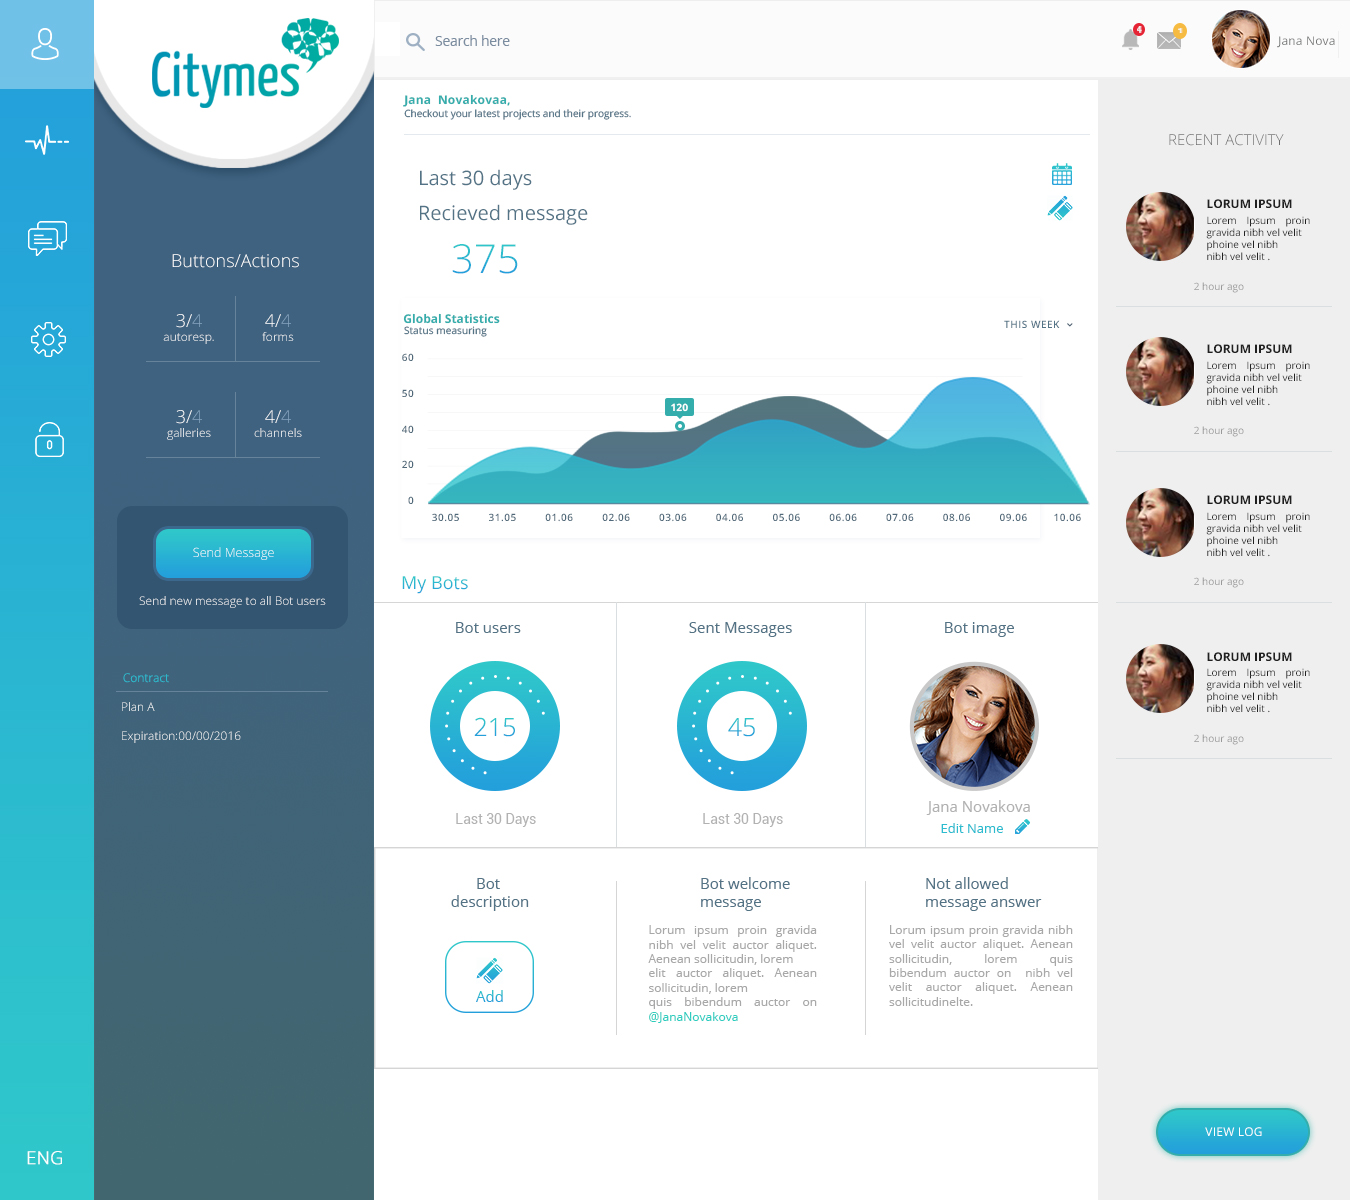 Citymes
Search here
4
1
Jana Nova
Jana Novakovaa,
Checkout your latest projects and their progress.
Last 30 days
Recieved message
375
Buttons/Actions
3/4
autoresp.
4/4
forms
3/4
galleries
4/4
channels
Send Message
Send new message to all Bot users
Contract
Plan A
Expiration:00/00/2016
0
ENG
Global Statistics
Status measuring
THIS WEEK
60
50
40
20
0
120
30.05 31.05 01.06 02.06 03.06 04.06 05.06 06.06 07.06 08.06 09.06 10.06
My Bots
Bot users
215
Last 30 Days
Sent Messages
45
Last 30 Days
Bot image
Jana Novakova
Edit Name
Bot
description
Add
Bot welcome
message
Lorum ipsum proin gravida
nibh vel velit auctor aliquet.
Aenean sollicitudin, lorem
elit auctor aliquet. Aenean
sollicitudin, lorem
quis bibendum auctor on
@JanaNovakova
Not allowed
message answer
Lorum ipsum proin gravida nibh
vel velit auctor aliquet. Aenean
sollicitudin, lorem quis
bibendum auctor on nibh vel
velit auctor aliquet. Aenean
sollicitudinelte.
RECENT ACTIVITY
LORUM IPSUM
Lorem Ipsum proin
gravida nibh vel velit
phoine vel nibh
nibh vel velit .
2 hour ago
LORUM IPSUM
Lorem Ipsum proin
gravida nibh vel velit
phoine vel nibh
nibh vel velit .
2 hour ago
LORUM IPSUM
Lorem Ipsum proin
gravida nibh vel velit
phoine vel nibh
nibh vel velit .
2 hour ago
LORUM IPSUM
Lorem Ipsum proin
gravida nibh vel velit
phoine vel nibh
nibh vel velit .
2 hour ago
VIEW LOG